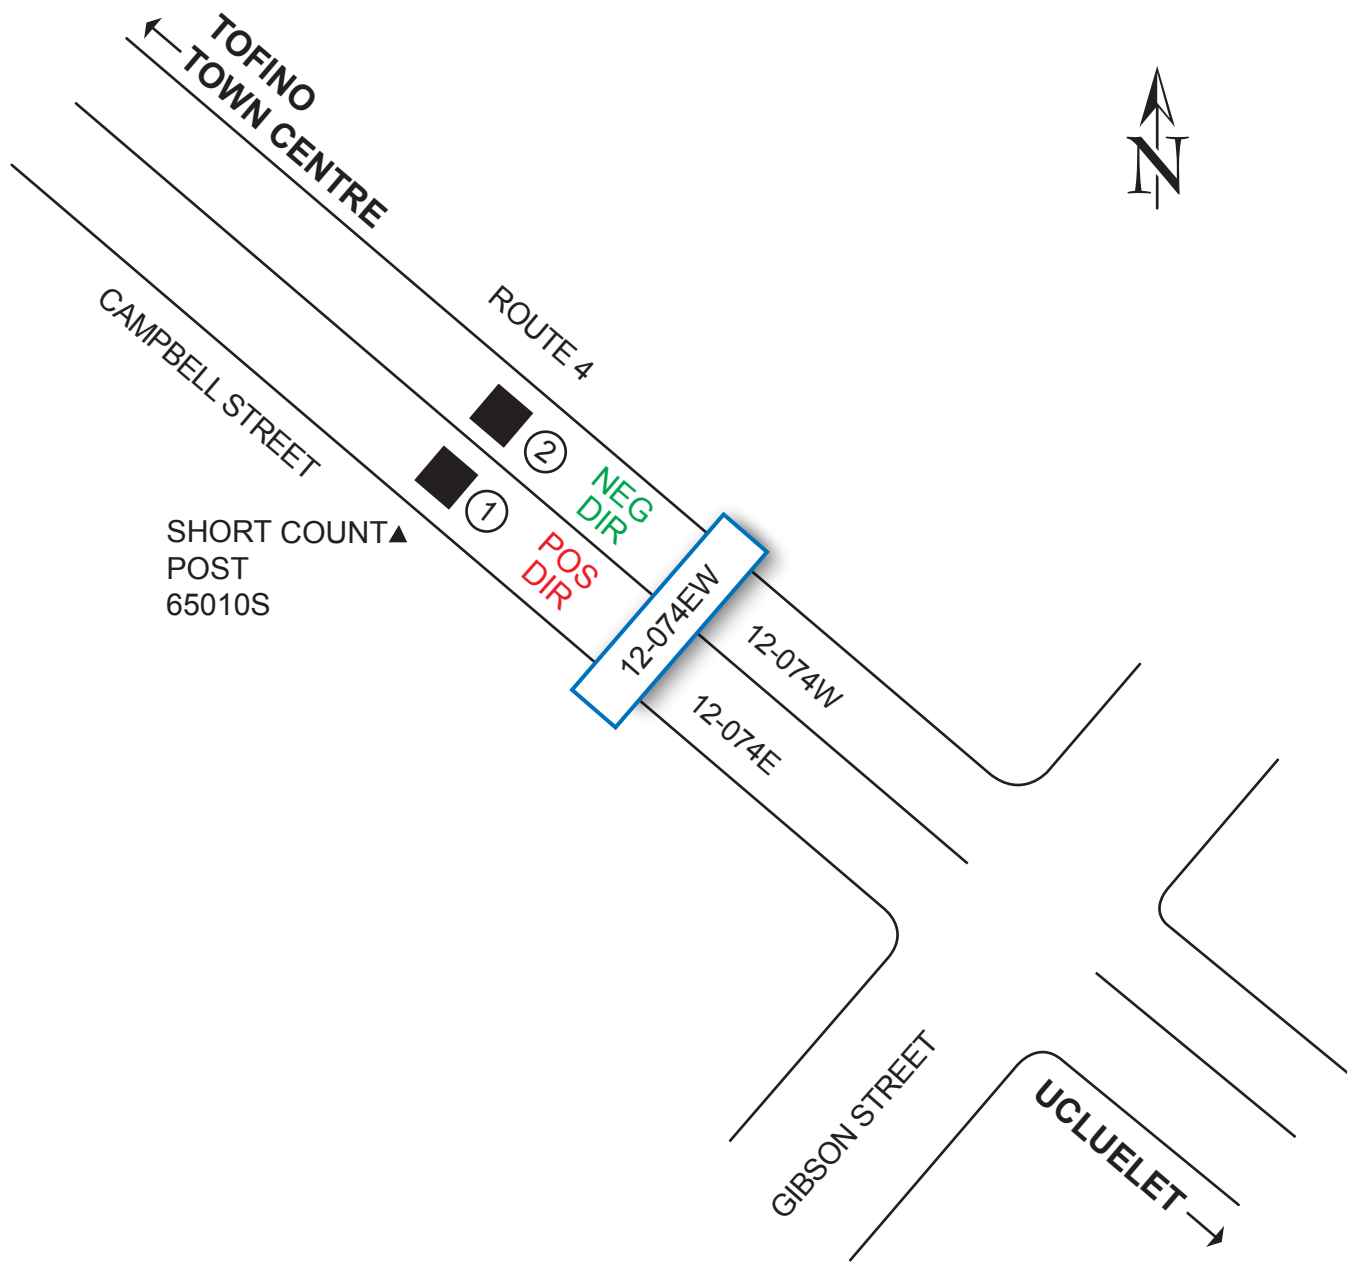 TOFINO
TOWN CENTRE
N
ROUTE 4
CAMPBELL STREET
2
NEG
DIR
1
POS
DIR
SHORT COUNT▲
POST
65010S
12-074EW
12-074W
12-074E
GIBSON STREET
UCLUELET